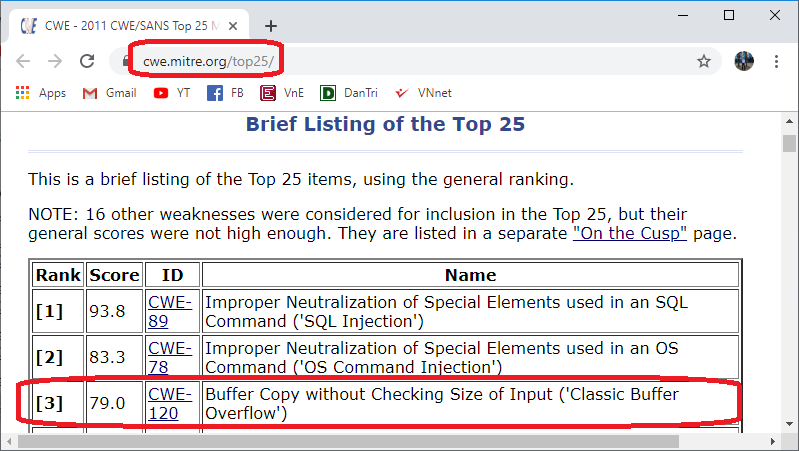 CWE - 2011 CWE/SANS Top 25 M
cwe.mitre.org/top25/
Apps Gmail YT FB VnE DanTri VNnet
Brief Listing of the Top 25
This is a brief listing of the Top 25 items, using the general ranking.
NOTE: 16 other weaknesses were considered for inclusion in the Top 25, but their
general scores were not high enough. They are listed in a separate "On the Cusp" page.
Rank Score ID Name
[1] 93.8 CWE-89 Improper Neutralization of Special Elements used in an SQL
Command ('SQL Injection')
[2] 83.3 CWE-78 Improper Neutralization of Special Elements used in an OS
Command ('OS Command Injection')
[3] 79.0 CWE-120 Buffer Copy without Checking Size of Input ('Classic Buffer
Overflow')